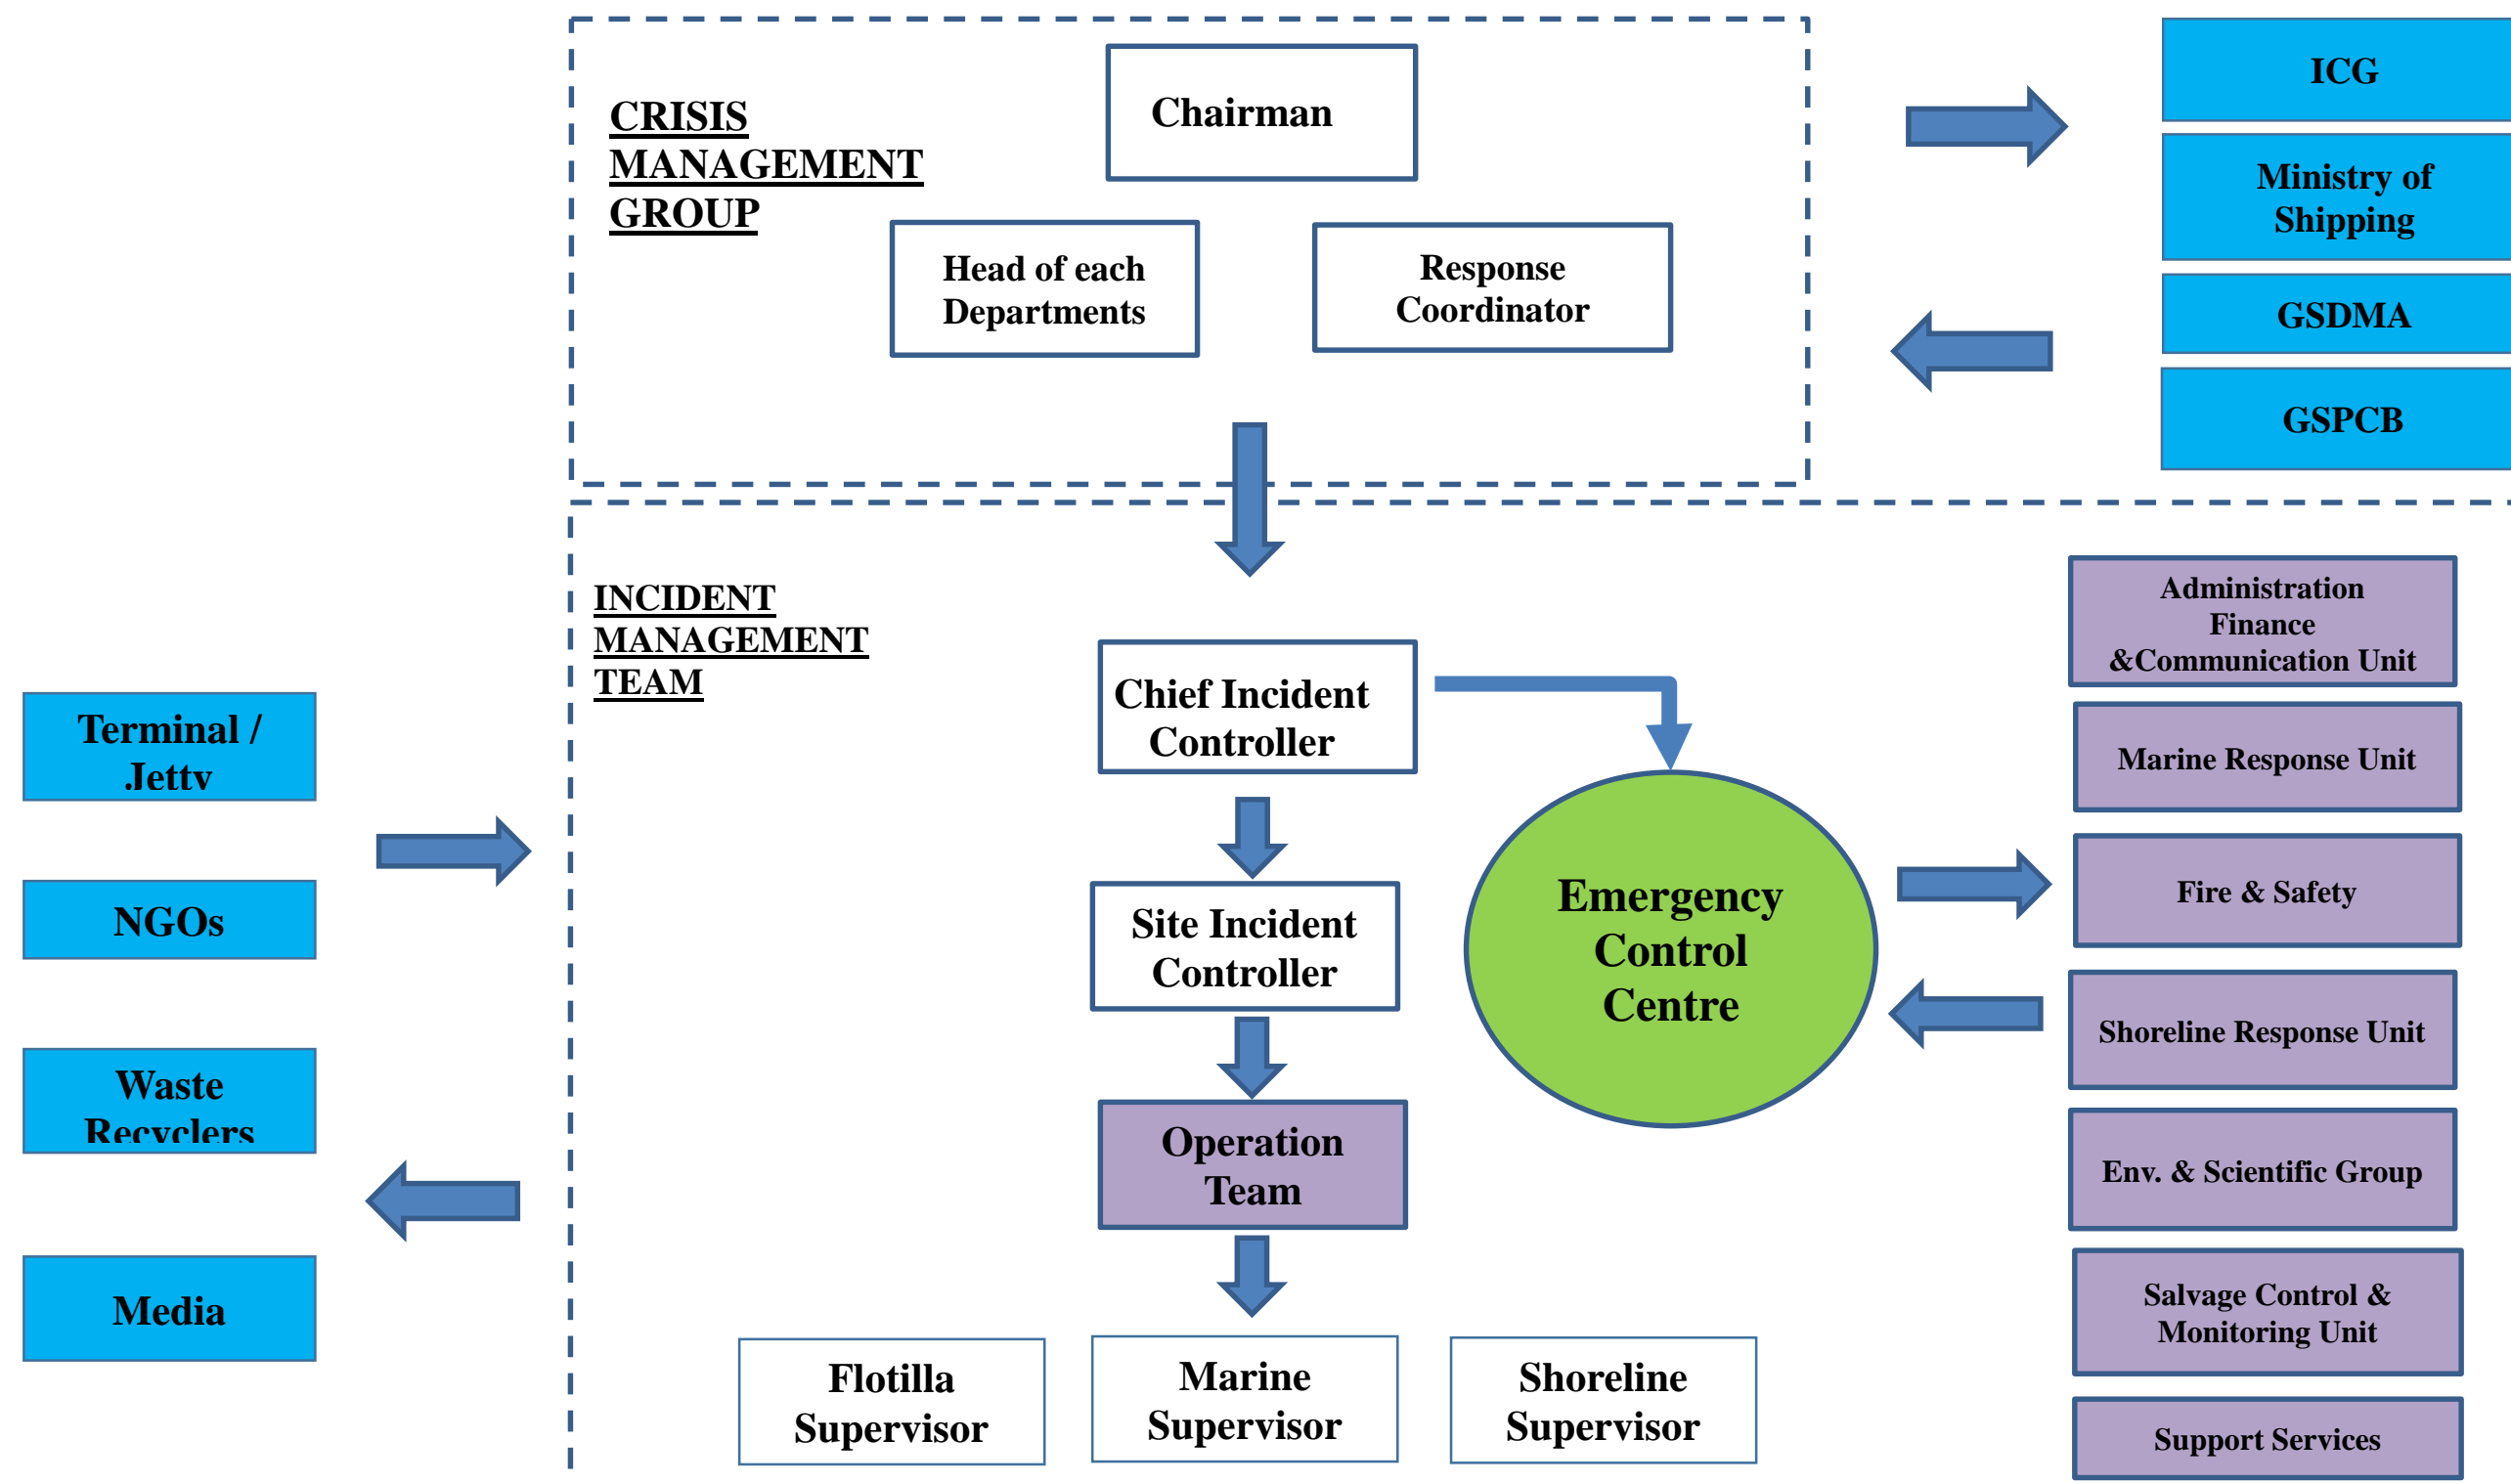 CRISIS
MANAGEMENT
GROUP
Chairman
Head of each
Departments
Response
Coordinator
ICG
Ministry of
Shipping
GSDMA
GSPCB
INCIDENT
MANAGEMENT
TEAM
Terminal /
Jetty
NGOs
Waste
Recyclers
Media
Chief Incident
Controller
Site Incident
Controller
Operation
Team
Flotilla
Supervisor
Marine
Supervisor
Shoreline
Supervisor
Emergency
Control
Centre
Administration
Finance
&Communication Unit
Marine Response Unit
Fire & Safety
Shoreline Response Unit
Env. & Scientific Group
Salvage Control &
Monitoring Unit
Support Services